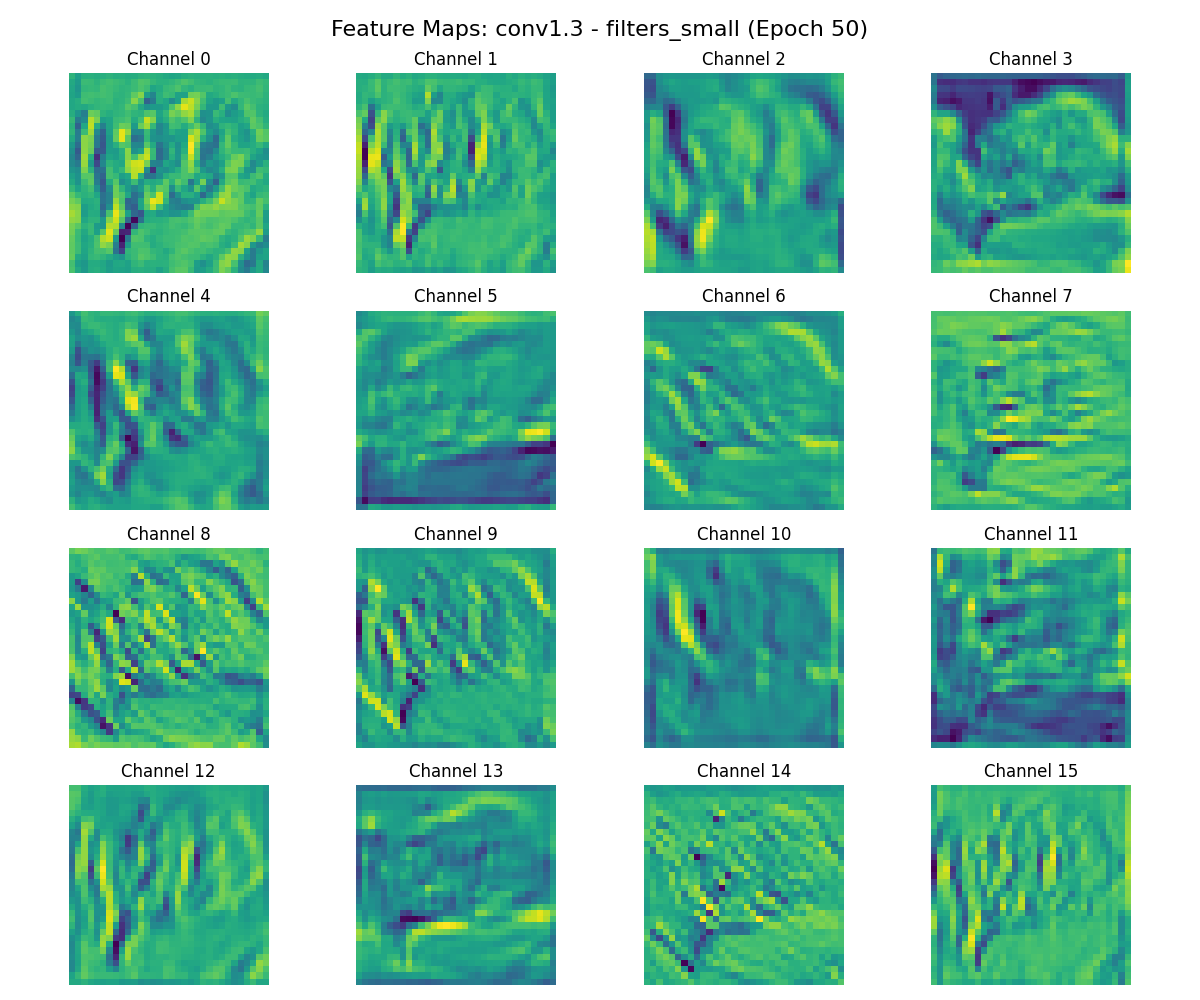 Feature Maps: conv1.3 - filters_small (Epoch 50)
Channel 0
Channel 1
Channel 2
Channel 3
Channel 4
Channel 5
Channel 6
Channel 7
Channel 8
Channel 9
Channel 10
Channel 11
Channel 12
Channel 13
Channel 14
Channel 15